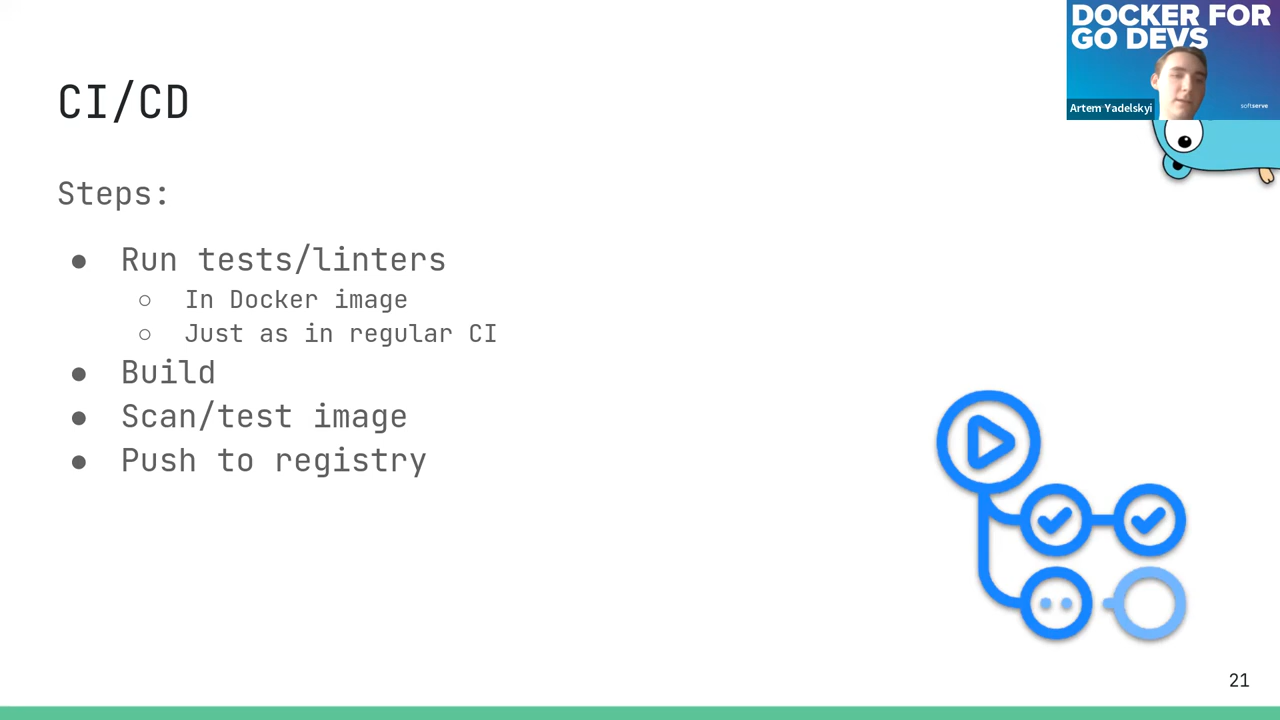 DOCKER FOR
GO DEVS
Artem Yadelskyi
softserve
CI/CD
Steps:
● Run tests/linters
○ In Docker image
○ Just as in regular CI
● Build
● Scan/test image
● Push to registry
21